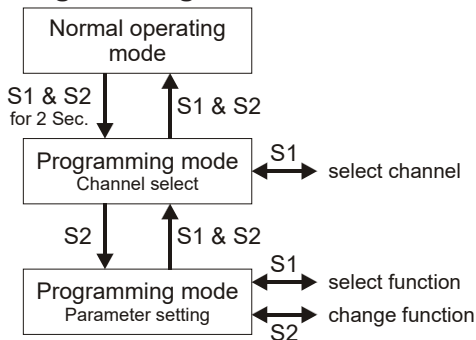 Normal operating
mode
S1 & S2
for 2 Sec.
S1 & S2
Programming mode
Channel select
S1
select channel
S2
S1 & S2
Programming mode
Parameter setting
S1
select function
change function
S2